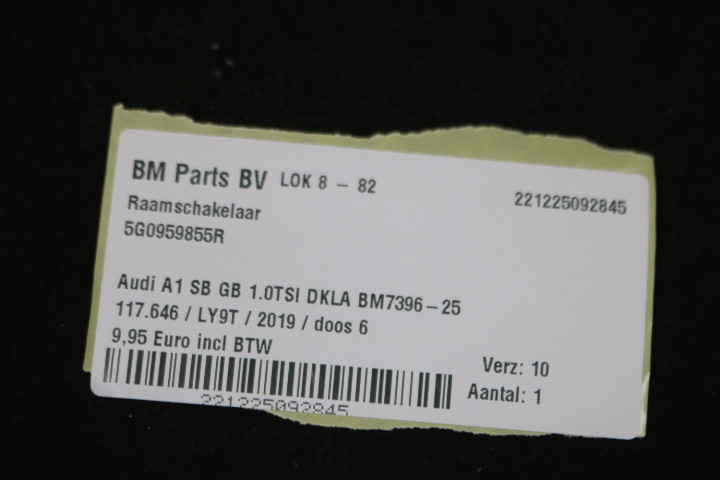 BM Parts BV LOK 8 - 82 221225092845
Raamschakelaar
5G0959855R
Audi A1 SB GB 1.0TSI DKLA BM7396-25
117.646 / LY9T / 2019 / doos 6
9,95 Euro incl BTW
Verz: 10
Aantal: 1
221225092845